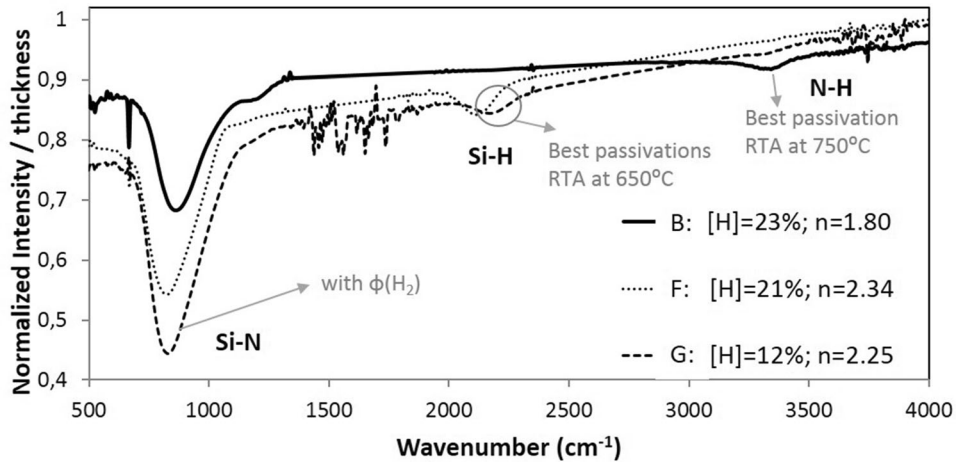 1
0,9
0,8
0,7
0,6
0,5
0,4
Normalized Intensity / thickness
500
1000
1500
2000
2500
3000
3500
4000
Wavenumber (cm⁻¹)
Si-N
with ϕ(H₂)
Si-H
Best passivations
RTA at 650ºC
N-H
Best passivation
RTA at 750ºC
B: [H]=23%; n=1.80
F: [H]=21%; n=2.34
G: [H]=12%; n=2.25